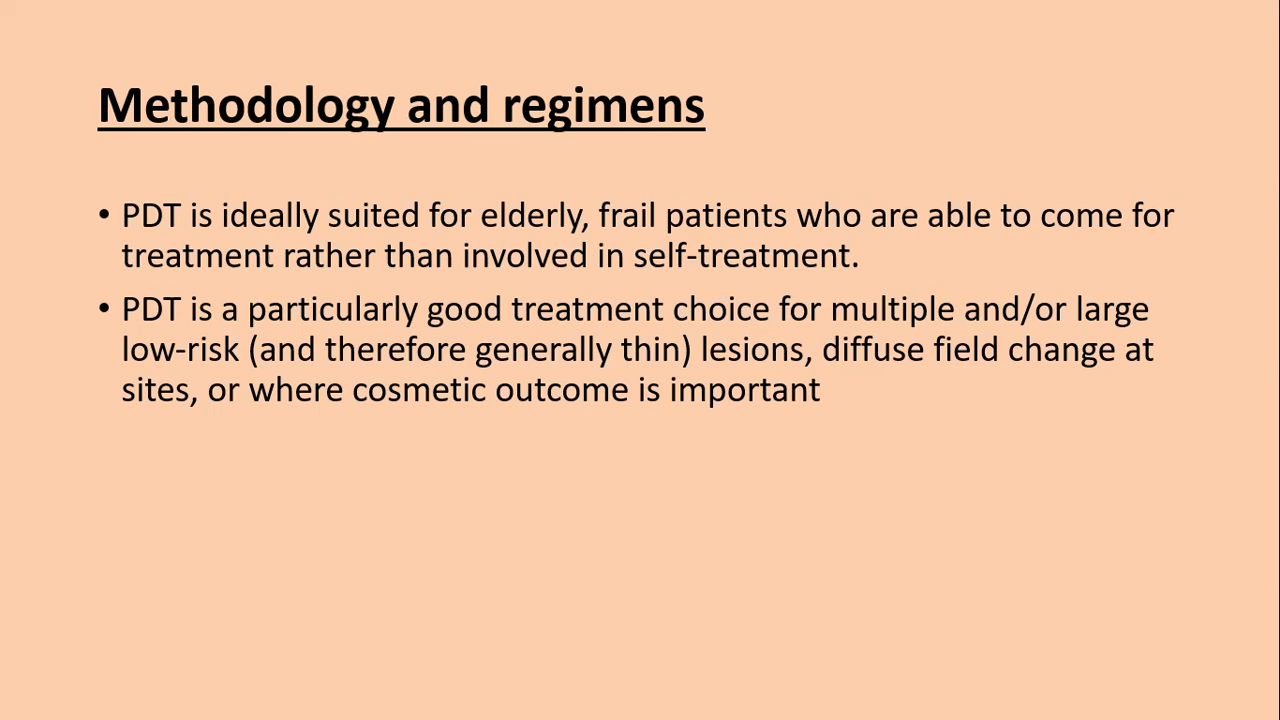 Methodology and regimens
• PDT is ideally suited for elderly, frail patients who are able to come for
treatment rather than involved in self-treatment.
• PDT is a particularly good treatment choice for multiple and/or large
low-risk (and therefore generally thin) lesions, diffuse field change at
sites, or where cosmetic outcome is important